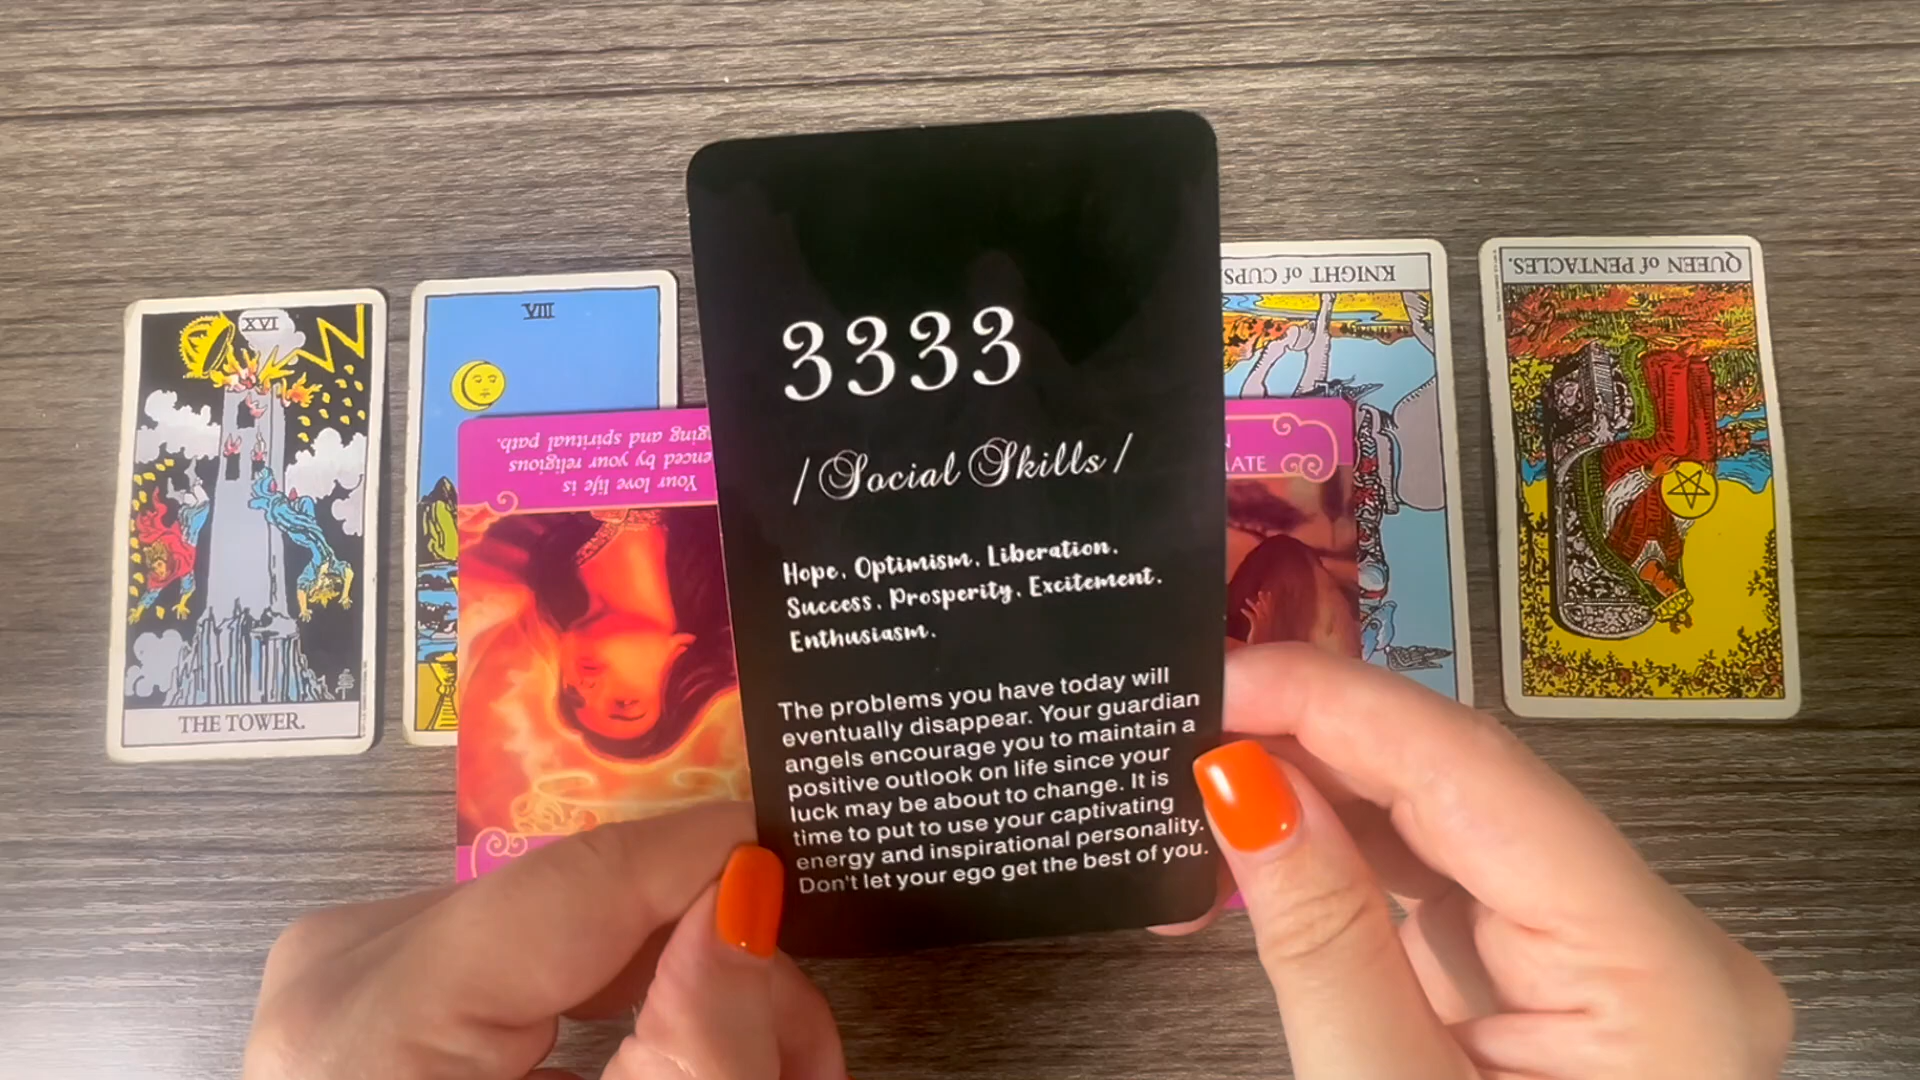 XVI
THE TOWER.
VIII
Your love life is
enced by your religious
ging and spiritual path.
3333
/ Social Skills /
Hope. Optimism. Liberation.
Success. Prosperity. Excitement.
Enthusiasm.
The problems you have today will
eventually disappear. Your guardian
angels encourage you to maintain a
positive outlook on life since your
luck may be about to change. It is
time to put to use your captivating
energy and inspirational personality.
Don't let your ego get the best of you.
KNIGHT of CUPS
N
ATE
QUEEN of PENTACLES.